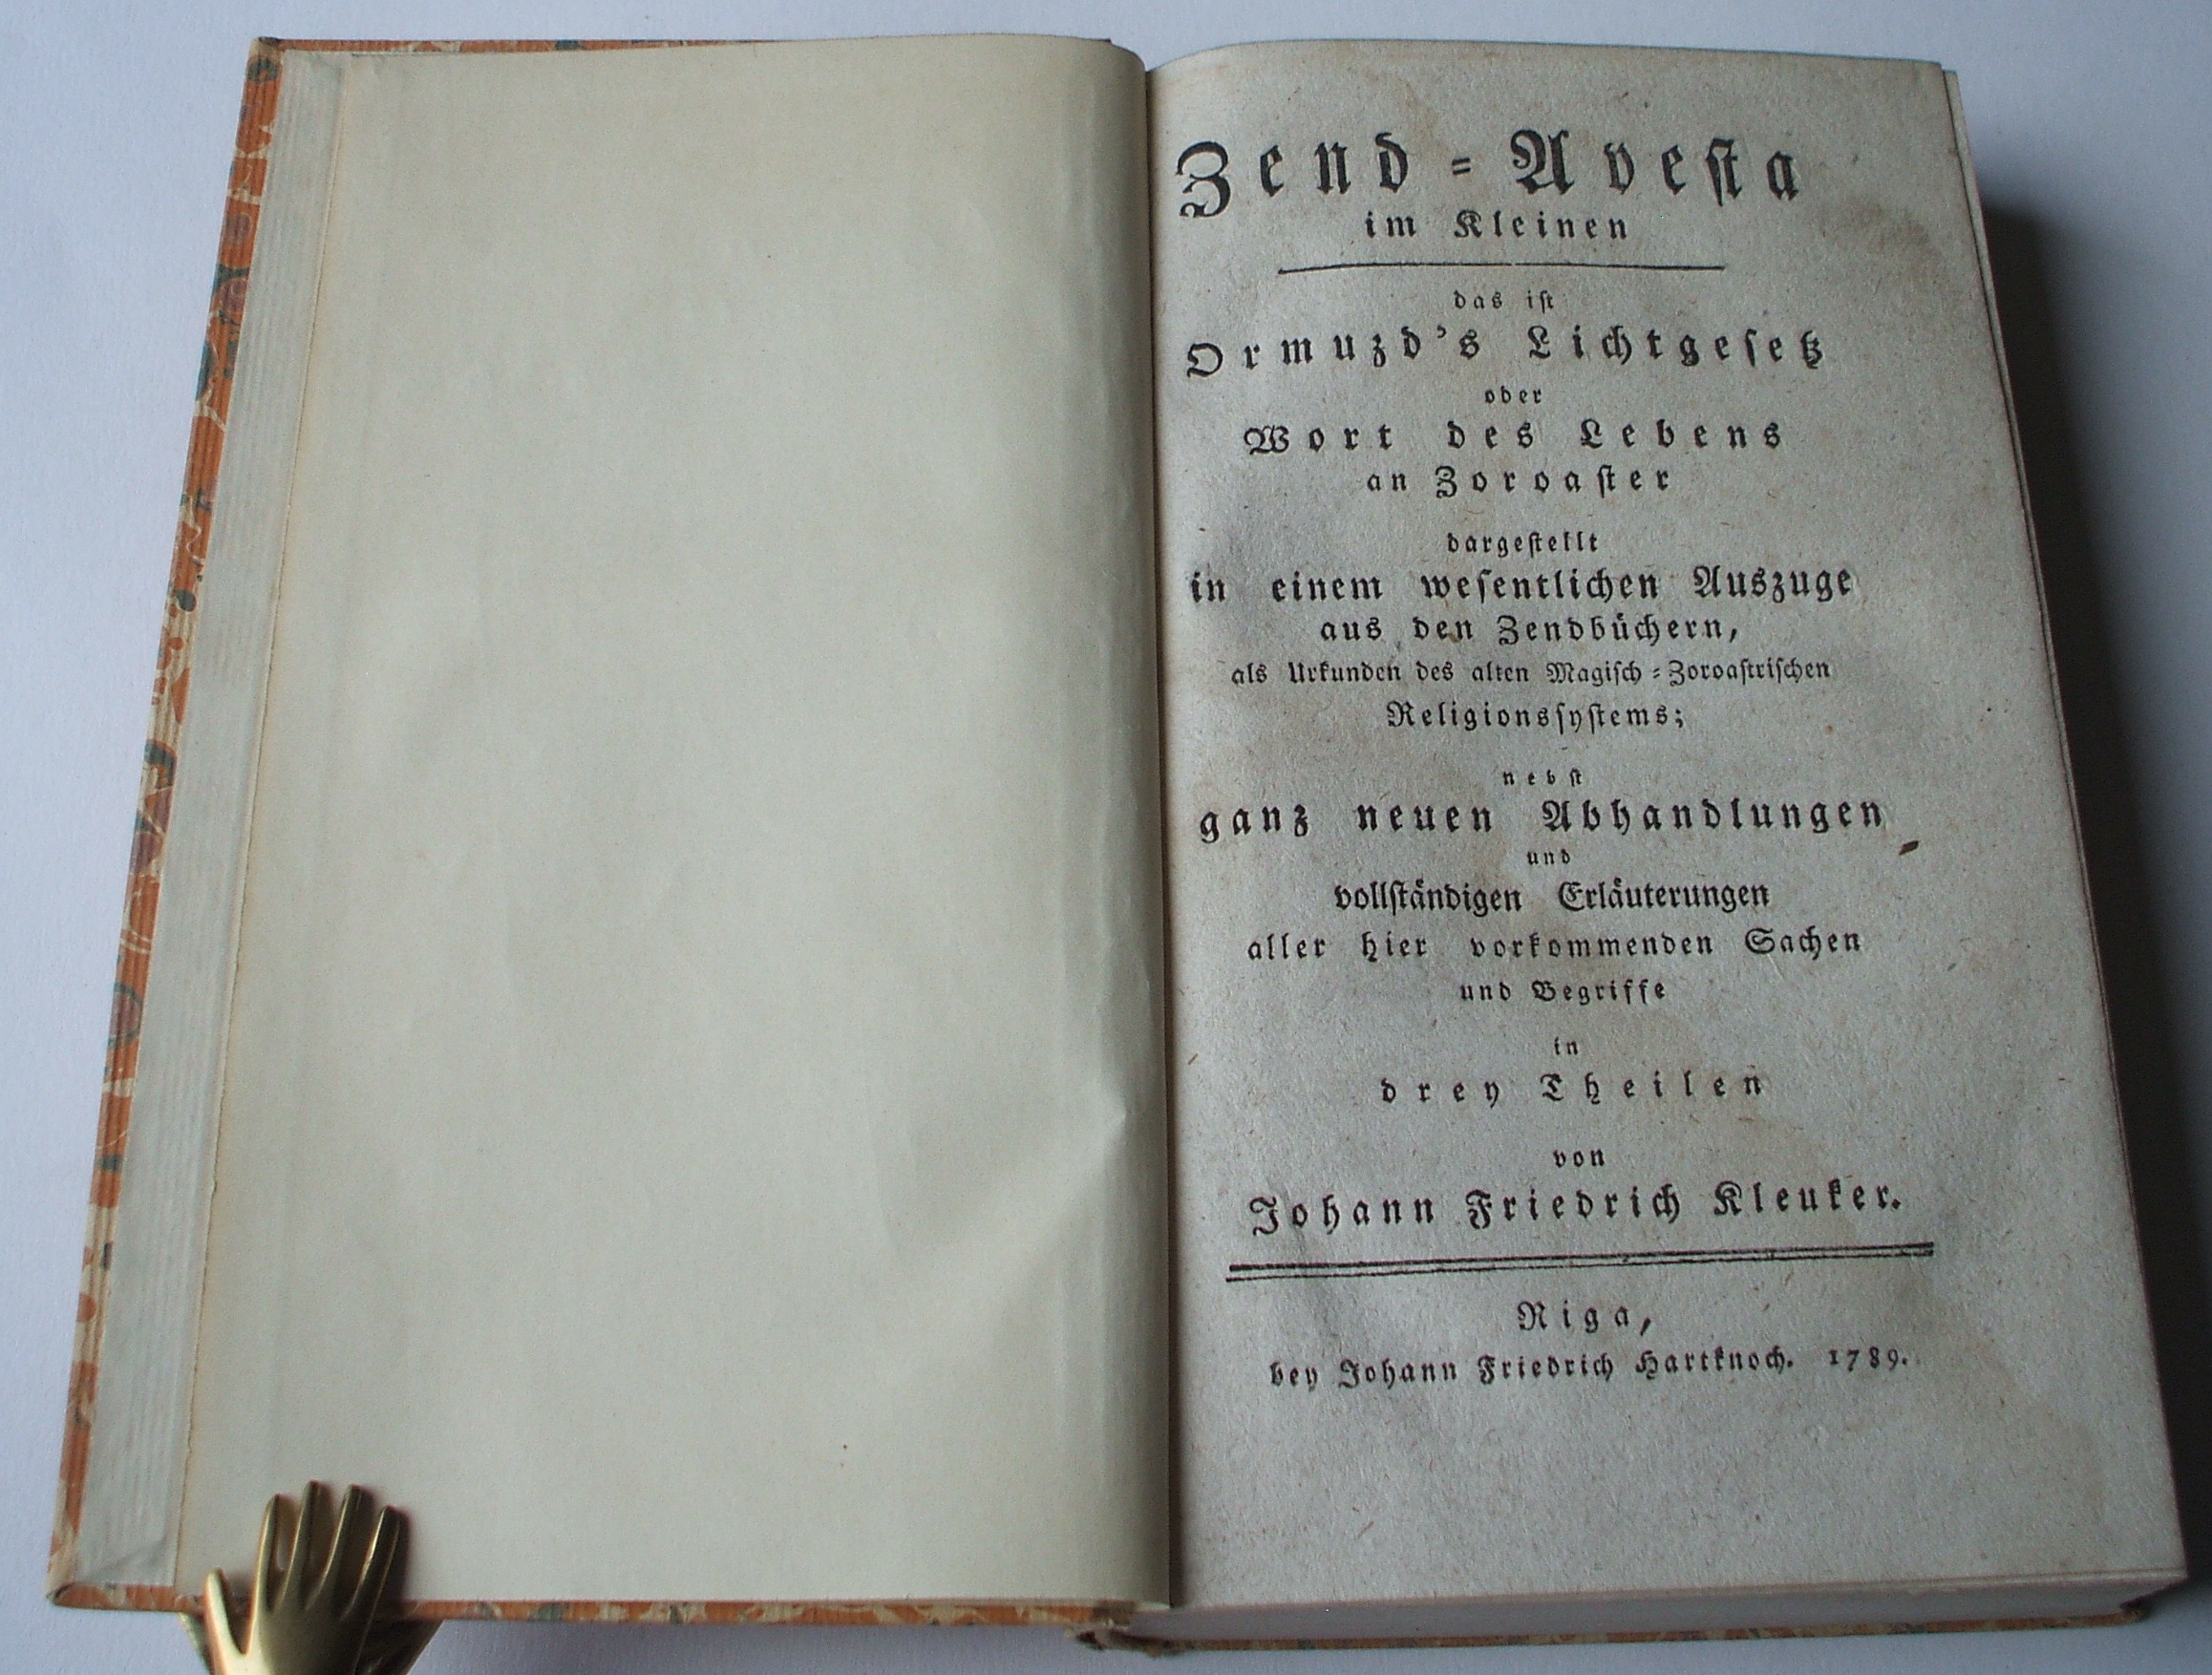 Zend-Avesta
im Kleinen
das ist
Ormuzd's Lichtgesetz
oder
Wort des Lebens
an Zoroaster
dargestellt
in einem wesentlichen Auszuge
aus den Zendbüchern,
als Urkunden des alten Magisch-Zoroastrischen
Religionssystems;
nebst
ganz neuen Abhandlungen
und
vollständigen Erläuterungen
aller hier vorkommenden Sachen
und Begriffe
in
drey Theilen
von
Johann Friedrich Kleuker.
Riga,
bey Johann Friedrich Hartknoch. 1789.